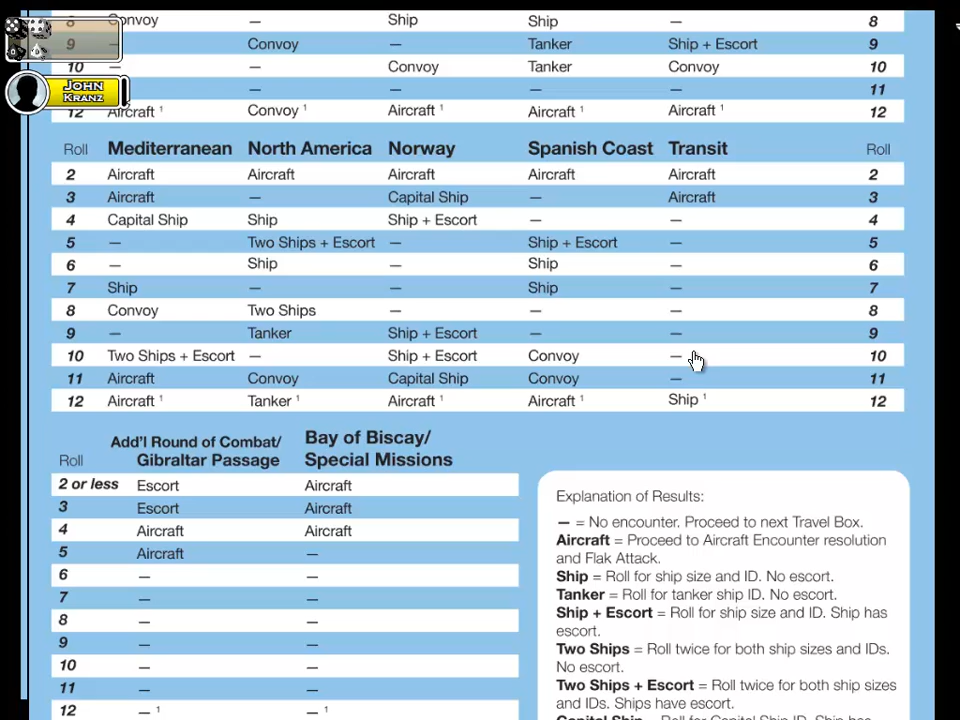 8 Convoy — Ship Ship — 8
9 — Convoy — Tanker Ship + Escort 9
10 — — Convoy Tanker Convoy 10
— — — — 11
12 Aircraft 1 Convoy 1 Aircraft 1 Aircraft 1 Aircraft 1 12
JOHN
KRANZ
Roll Mediterranean North America Norway Spanish Coast Transit Roll
2 Aircraft Aircraft Aircraft Aircraft Aircraft 2
3 Aircraft — Capital Ship — Aircraft 3
4 Capital Ship Ship Ship + Escort — — 4
5 — Two Ships + Escort — Ship + Escort — 5
6 — Ship — Ship — 6
7 Ship — — Ship — 7
8 Convoy Two Ships — — — 8
9 — Tanker Ship + Escort — — 9
10 Two Ships + Escort — Ship + Escort Convoy — 10
11 Aircraft Convoy Capital Ship Convoy — 11
12 Aircraft 1 Tanker 1 Aircraft 1 Aircraft 1 Ship 1 12
Add'l Round of Combat/ Bay of Biscay/
Roll Gibraltar Passage Special Missions
2 or less Escort Aircraft
3 Escort Aircraft
4 Aircraft Aircraft
5 Aircraft —
6 — —
7 — —
8 — —
9 — —
10 — —
11 — —
12 — 1 — 1
Explanation of Results:
— = No encounter. Proceed to next Travel Box.
Aircraft = Proceed to Aircraft Encounter resolution
and Flak Attack.
Ship = Roll for ship size and ID. No escort.
Tanker = Roll for tanker ship ID. No escort.
Ship + Escort = Roll for ship size and ID. Ship has
escort.
Two Ships = Roll twice for both ship sizes and IDs.
No escort.
Two Ships + Escort = Roll twice for both ship sizes
and IDs. Ships have escort.
Capital Ship = Roll for Capital Ship ID. Ship has